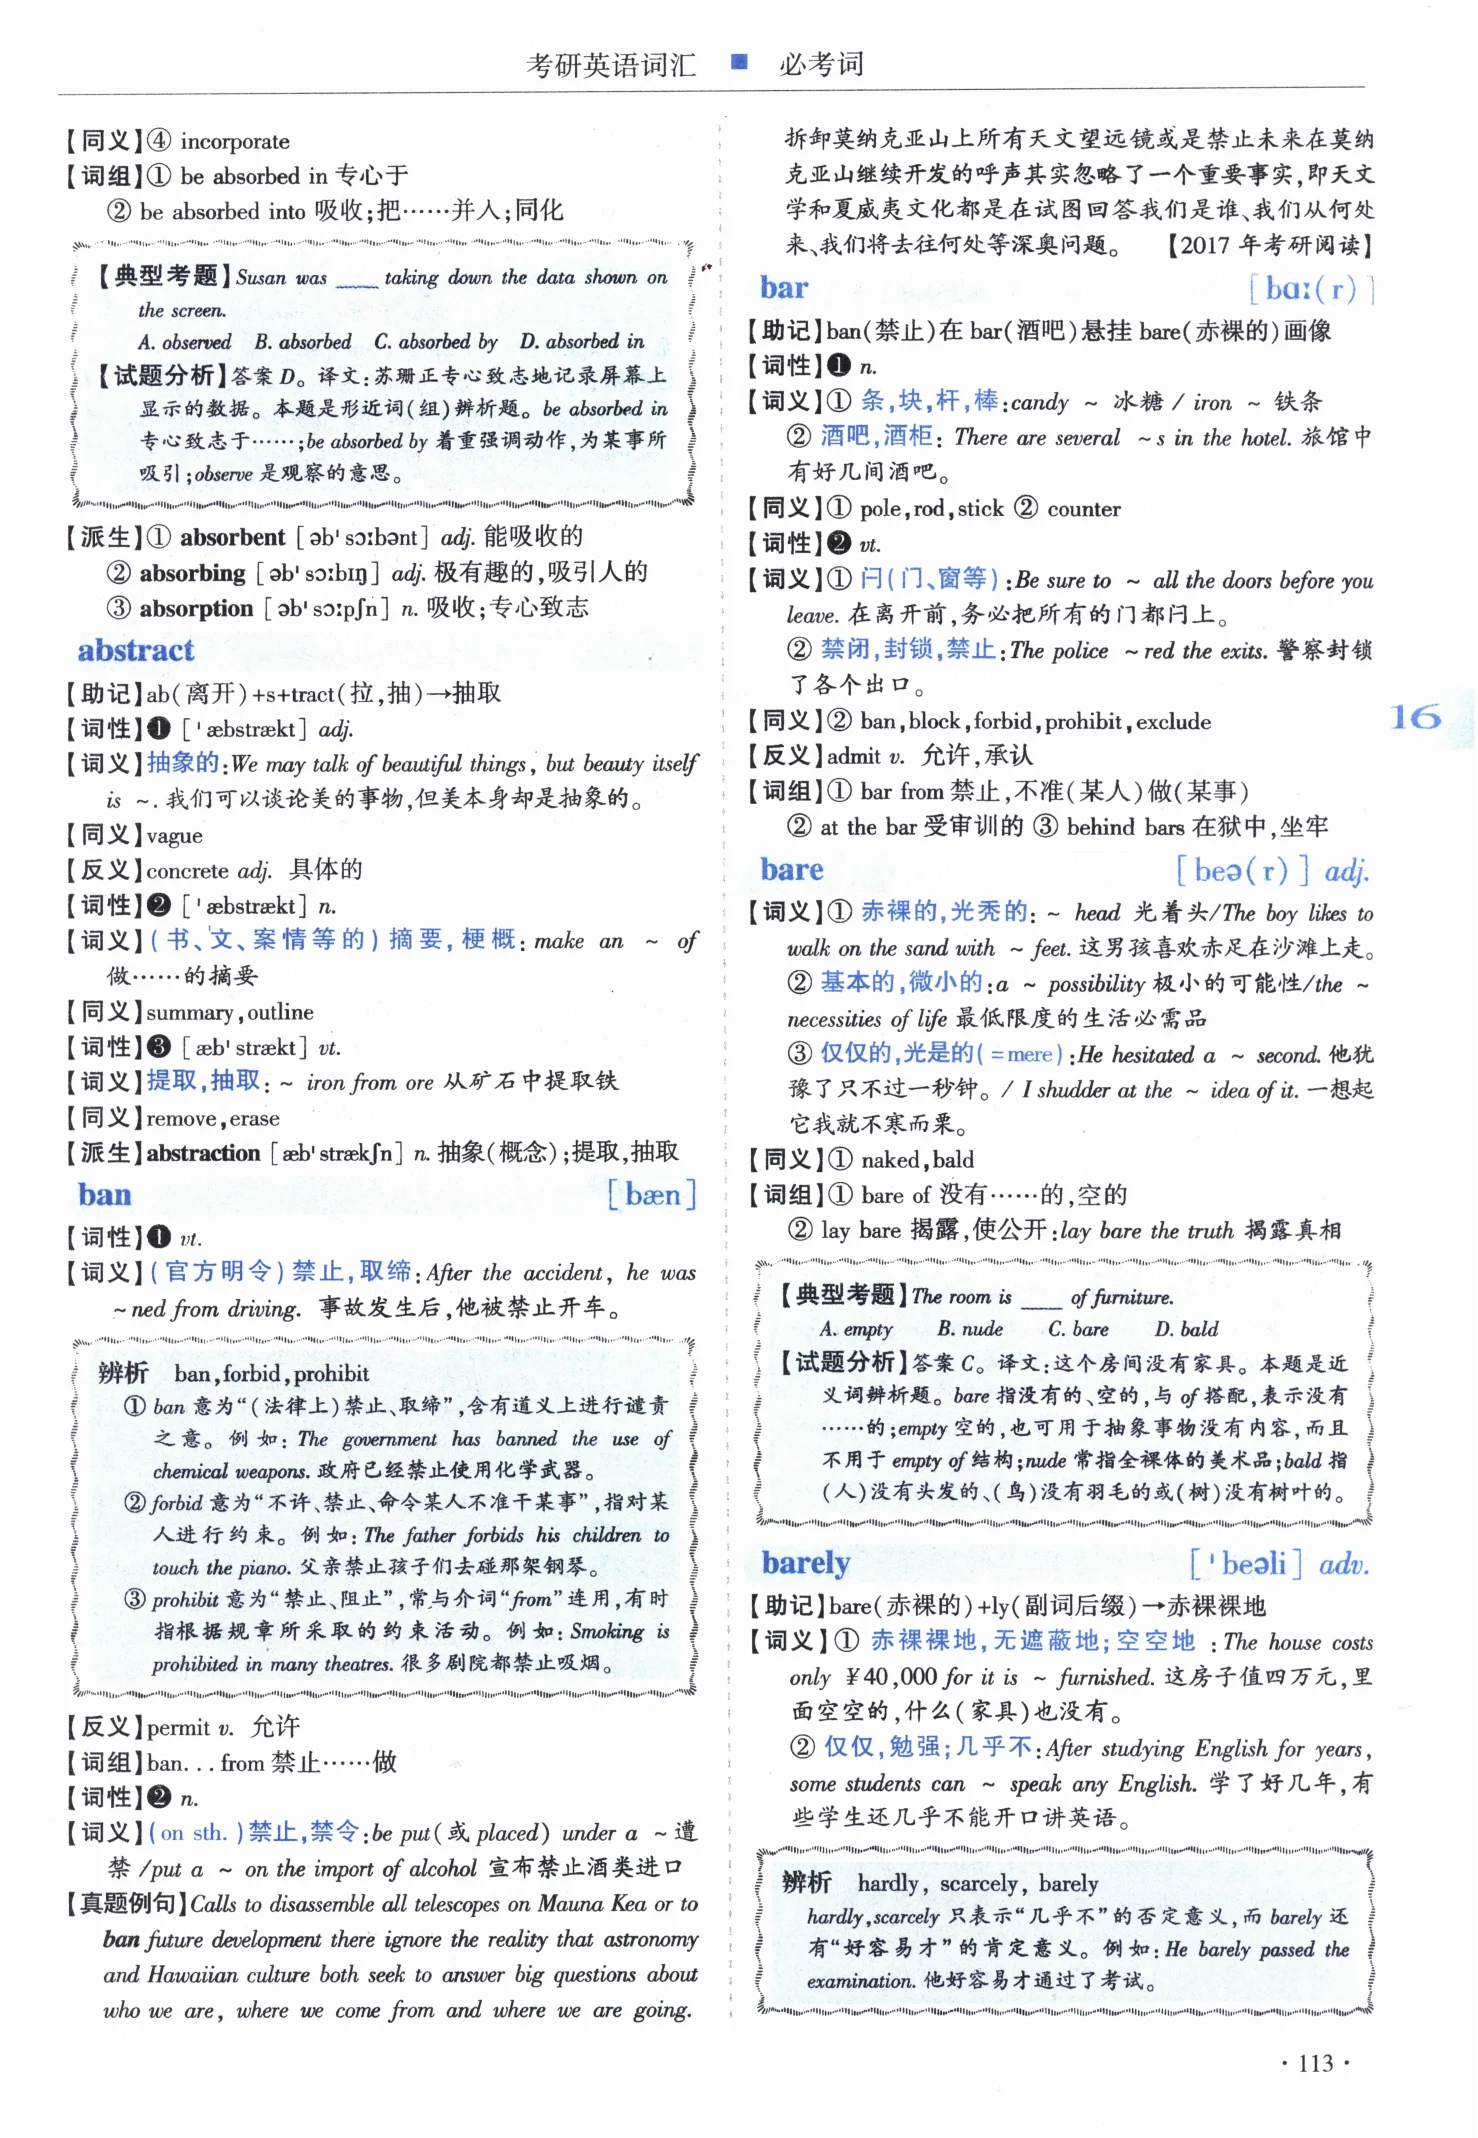 考研英语词汇 ■ 必考词
【同义】④ incorporate
【词组】① be absorbed in 专心于
② be absorbed into 吸收;把……并入;同化
【典型考题】Susan was ____ taking down the data shown on
the screen.
A. observed B. absorbed C. absorbed by D. absorbed in
【试题分析】答案 D。译文:苏珊正专心致志地记录屏幕上
显示的数据。本题是形近词(组)辨析题。be absorbed in
专心致志于……;be absorbed by 着重强调动作,为某事所
吸引;observe 是观察的意思。
【派生】① absorbent [əbˈsɔːbənt] adj. 能吸收的
② absorbing [əbˈsɔːbɪŋ] adj. 极有趣的,吸引人的
③ absorption [əbˈsɔːpʃn] n. 吸收;专心致志
abstract
【助记】ab(离开)+s+tract(拉,抽)→抽取
【词性】❶ [ˈæbstrækt] adj.
【词义】抽象的:We may talk of beautiful things, but beauty itself
is ~. 我们可以谈论美的事物,但美本身却是抽象的。
【同义】vague
【反义】concrete adj. 具体的
【词性】❷ [ˈæbstrækt] n.
【词义】(书、文、案情等的)摘要,梗概: make an ~ of
做……的摘要
【同义】summary,outline
【词性】❸ [æbˈstrækt] vt.
【词义】提取,抽取: ~ iron from ore 从矿石中提取铁
【同义】remove,erase
【派生】abstraction [æbˈstrækʃn] n. 抽象(概念);提取,抽取
ban [bæn]
【词性】❶ vt.
【词义】(官方明令)禁止,取缔:After the accident, he was
~ned from driving. 事故发生后,他被禁止开车。
辨析 ban,forbid,prohibit
① ban 意为“(法律上)禁止、取缔”,含有道义上进行谴责
之意。例如: The government has banned the use of
chemical weapons. 政府已经禁止使用化学武器。
② forbid 意为“不许、禁止、命令某人不准干某事”,指对某
人进行约束。例如: The father forbids his children to
touch the piano. 父亲禁止孩子们去碰那架钢琴。
③ prohibit 意为“禁止、阻止”,常与介词“from”连用,有时
指根据规章所采取的约束活动。例如: Smoking is
prohibited in many theatres. 很多剧院都禁止吸烟。
【反义】permit v. 允许
【词组】ban... from 禁止……做
【词性】❷ n.
【词义】(on sth.)禁止,禁令:be put(或 placed) under a ~遭
禁 /put a ~ on the import of alcohol 宣布禁止酒类进口
【真题例句】Calls to disassemble all telescopes on Mauna Kea or to
ban future development there ignore the reality that astronomy
and Hawaiian culture both seek to answer big questions about
who we are, where we come from and where we are going.
拆卸莫纳克亚山上所有天文望远镜或是禁止未来在莫纳
克亚山继续开发的呼声其实忽略了一个重要事实,即天文
学和夏威夷文化都是在试图回答我们是谁、我们从何处
来、我们将去往何处等深奥问题。 【2017 年考研阅读】
bar [bɑː(r)]
【助记】ban(禁止)在 bar(酒吧)悬挂 bare(赤裸的)画像
【词性】❶ n.
【词义】① 条,块,杆,棒:candy ~ 冰糖 / iron ~ 铁条
② 酒吧,酒柜: There are several ~s in the hotel. 旅馆中
有好几间酒吧。
【同义】① pole,rod,stick ② counter
【词性】❷ vt.
【词义】① 闩(门、窗等):Be sure to ~ all the doors before you
leave. 在离开前,务必把所有的门都闩上。
② 禁闭,封锁,禁止:The police ~red the exits. 警察封锁
了各个出口。
【同义】② ban,block,forbid,prohibit,exclude
【反义】admit v. 允许,承认
【词组】① bar from 禁止,不准(某人)做(某事)
② at the bar 受审训的 ③ behind bars 在狱中,坐牢
16
bare [beə(r)] adj.
【词义】① 赤裸的,光秃的: ~ head 光着头/The boy likes to
walk on the sand with ~ feet. 这男孩喜欢赤足在沙滩上走。
② 基本的,微小的:a ~ possibility 极小的可能性/the ~
necessities of life 最低限度的生活必需品
③ 仅仅的,光是的(=mere):He hesitated a ~ second. 他犹
豫了只不过一秒钟。/ I shudder at the ~ idea of it. 一想起
它我就不寒而栗。
【同义】① naked,bald
【词组】① bare of 没有……的,空的
② lay bare 揭露,使公开:lay bare the truth 揭露真相
【典型考题】The room is ____ of furniture.
A. empty B. nude C. bare D. bald
【试题分析】答案 C。译文:这个房间没有家具。本题是近
义词辨析题。bare 指没有的、空的,与 of 搭配,表示没有
……的;empty 空的,也可用于抽象事物没有内容,而且
不用于 empty of 结构;nude 常指全裸体的美术品;bald 指
(人)没有头发的、(鸟)没有羽毛的或(树)没有树叶的。
barely [ˈbeəli] adv.
【助记】bare(赤裸的)+ly(副词后缀)→赤裸裸地
【词义】① 赤裸裸地,无遮蔽地;空空地 :The house costs
only ¥40,000 for it is ~ furnished. 这房子值四万元,里
面空空的,什么(家具)也没有。
② 仅仅,勉强;几乎不:After studying English for years,
some students can ~ speak any English. 学了好几年,有
些学生还几乎不能开口讲英语。
辨析 hardly, scarcely, barely
hardly,scarcely 只表示“几乎不”的否定意义,而 barely 还
有“好容易才”的肯定意义。例如:He barely passed the
examination. 他好容易才通过了考试。
· 113 ·